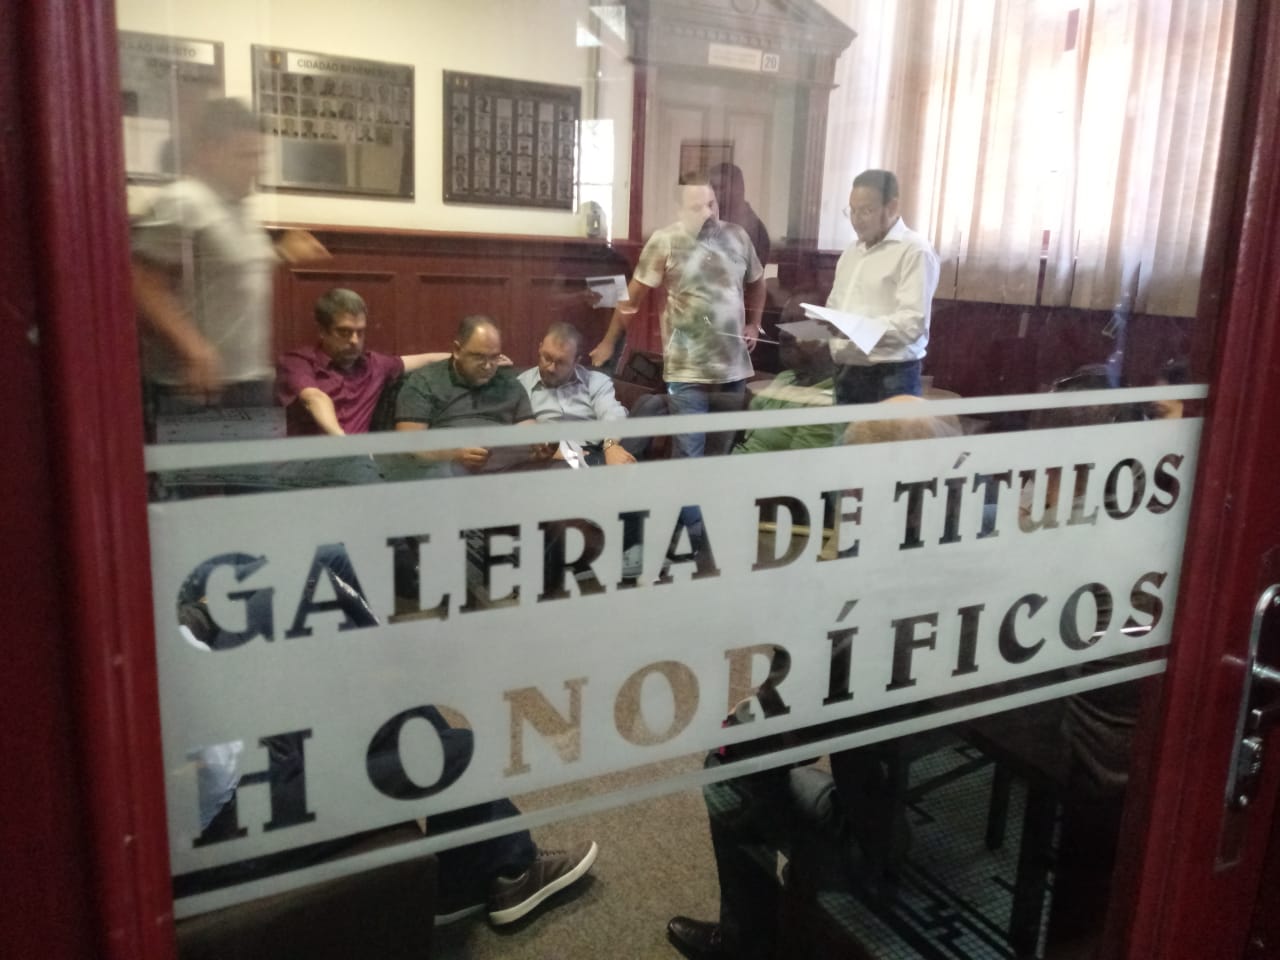 CIDADÃO BENEMÉRITO
20
GALERIA DE TÍTULOS
HONORÍFICOS